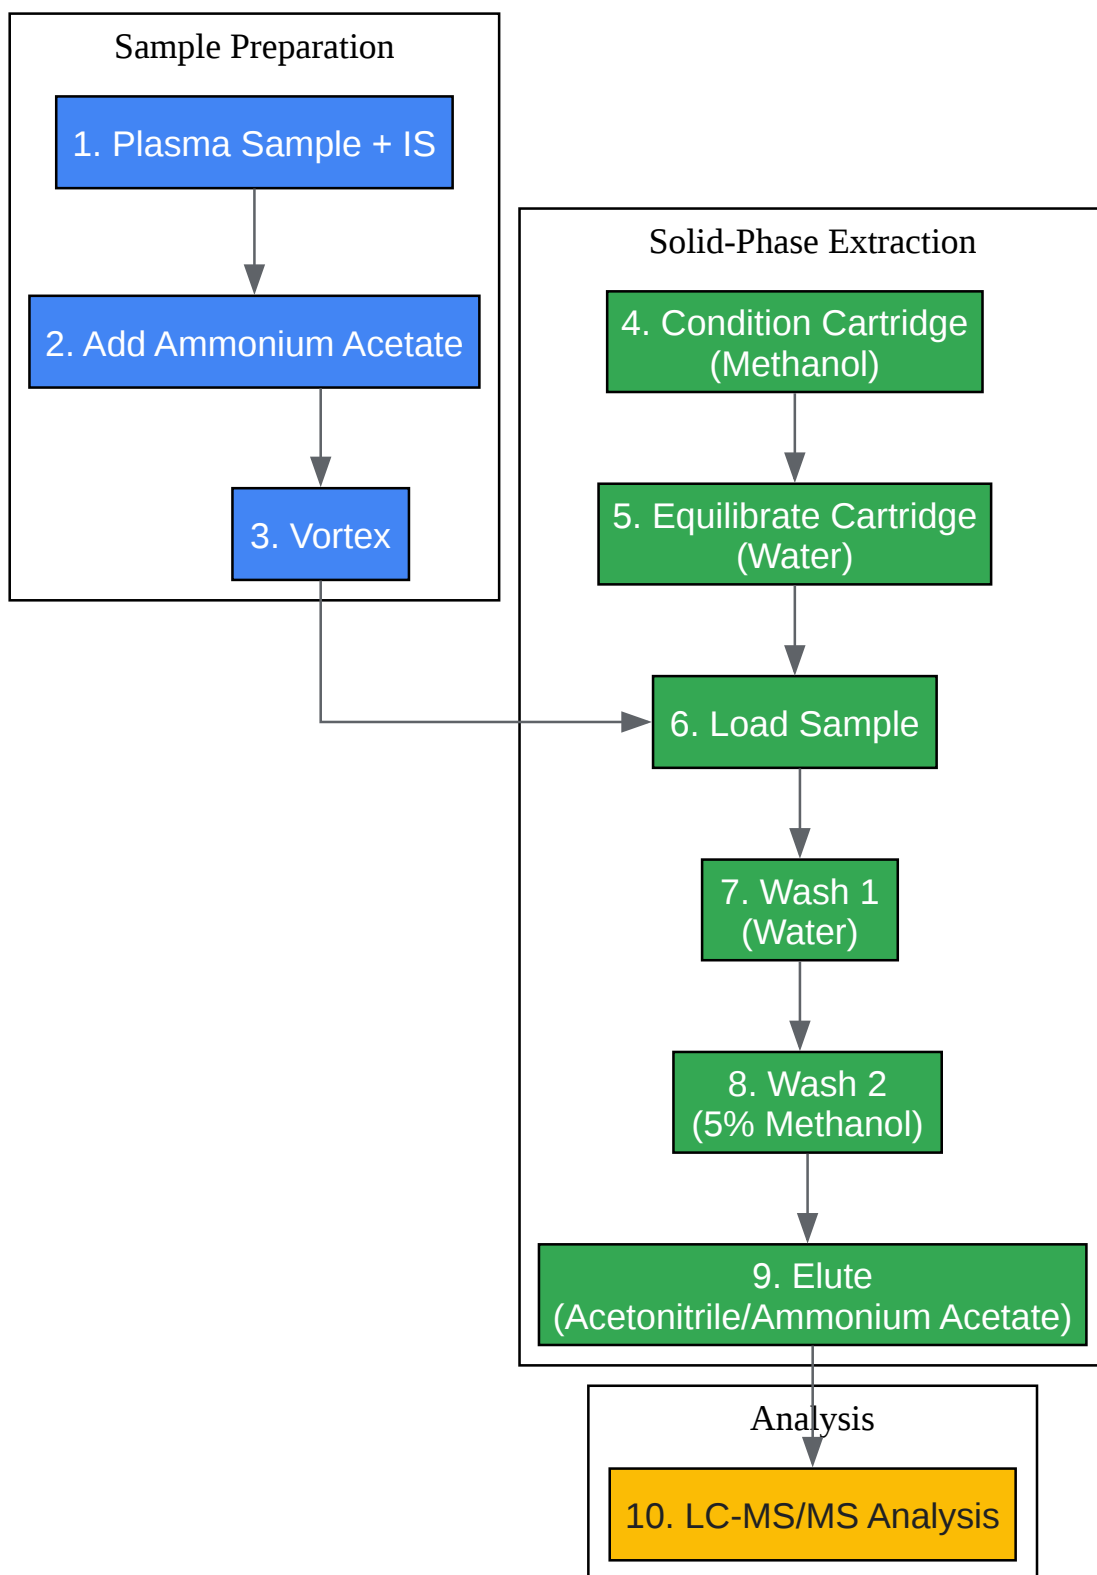 Sample Preparation
1. Plasma Sample + IS
2. Add Ammonium Acetate
3. Vortex
Solid-Phase Extraction
4. Condition Cartridge
(Methanol)
5. Equilibrate Cartridge
(Water)
6. Load Sample
7. Wash 1
(Water)
8. Wash 2
(5% Methanol)
9. Elute
(Acetonitrile/Ammonium Acetate)
Analysis
10. LC-MS/MS Analysis